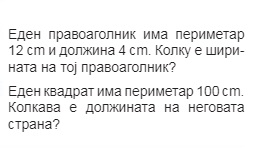 Еден правоаголник има периметар
12 cm и должина 4 cm. Колку е шири-
ната на тој правоаголник?
Еден квадрат има периметар 100 cm.
Колкава е должината на неговата
страна?